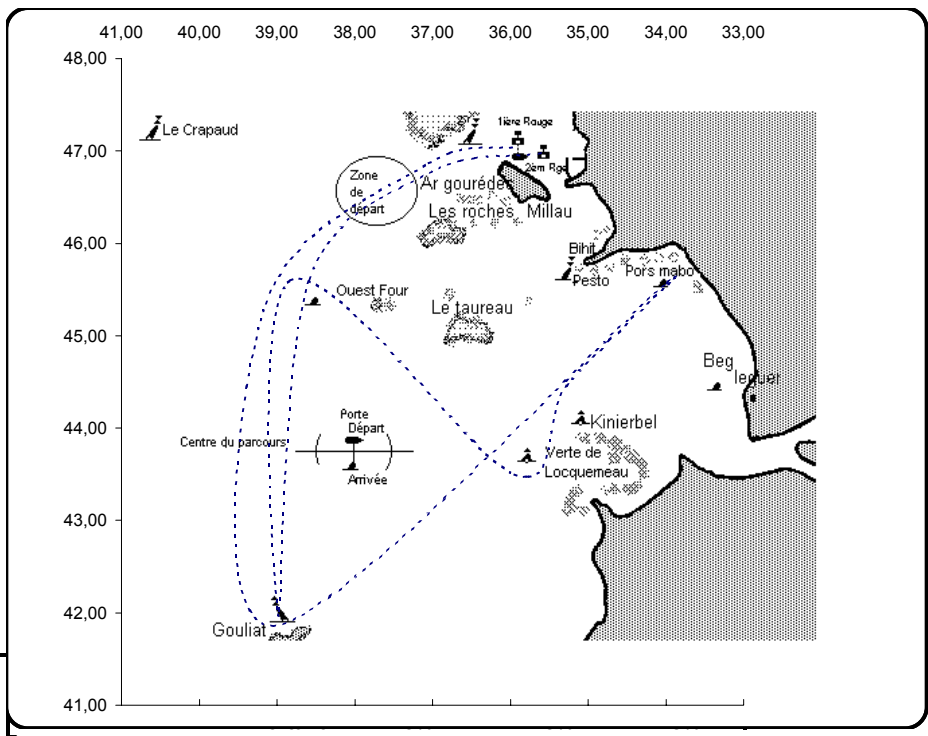 41,00 40,00 39,00 38,00 37,00 36,00 35,00 34,00 33,00
48,00
1ière Rouge
Le Crapaud
47,00
2èm Rge
Zone
de
départ
Ar gourédec
Les roches Millau
46,00
Bihit
Pors mabo
Pesto
Ouest Four
Le taureau
45,00
Beg
leguer
Porte
Départ
44,00
Kinierbel
Centre du parcours
Verte de
Locquemeau
Arrivée
43,00
42,00
Gouliat
41,00